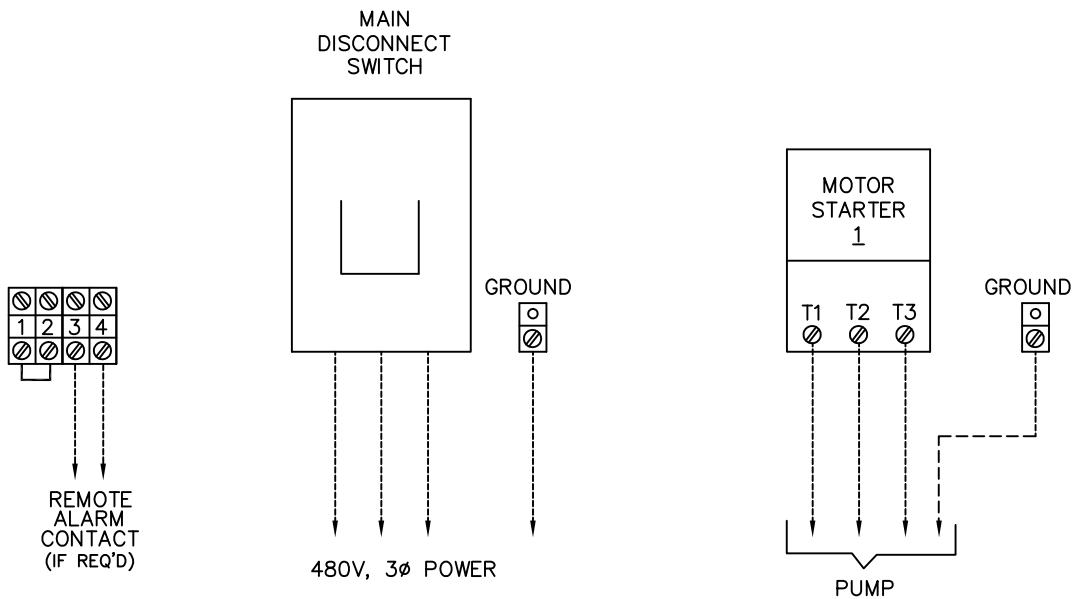 MAIN
DISCONNECT
SWITCH
MOTOR
STARTER
1
GROUND
GROUND
T1 T2 T3
1 2 3 4
REMOTE
ALARM
CONTACT
(IF REQ'D)
480V, 3ø POWER
PUMP